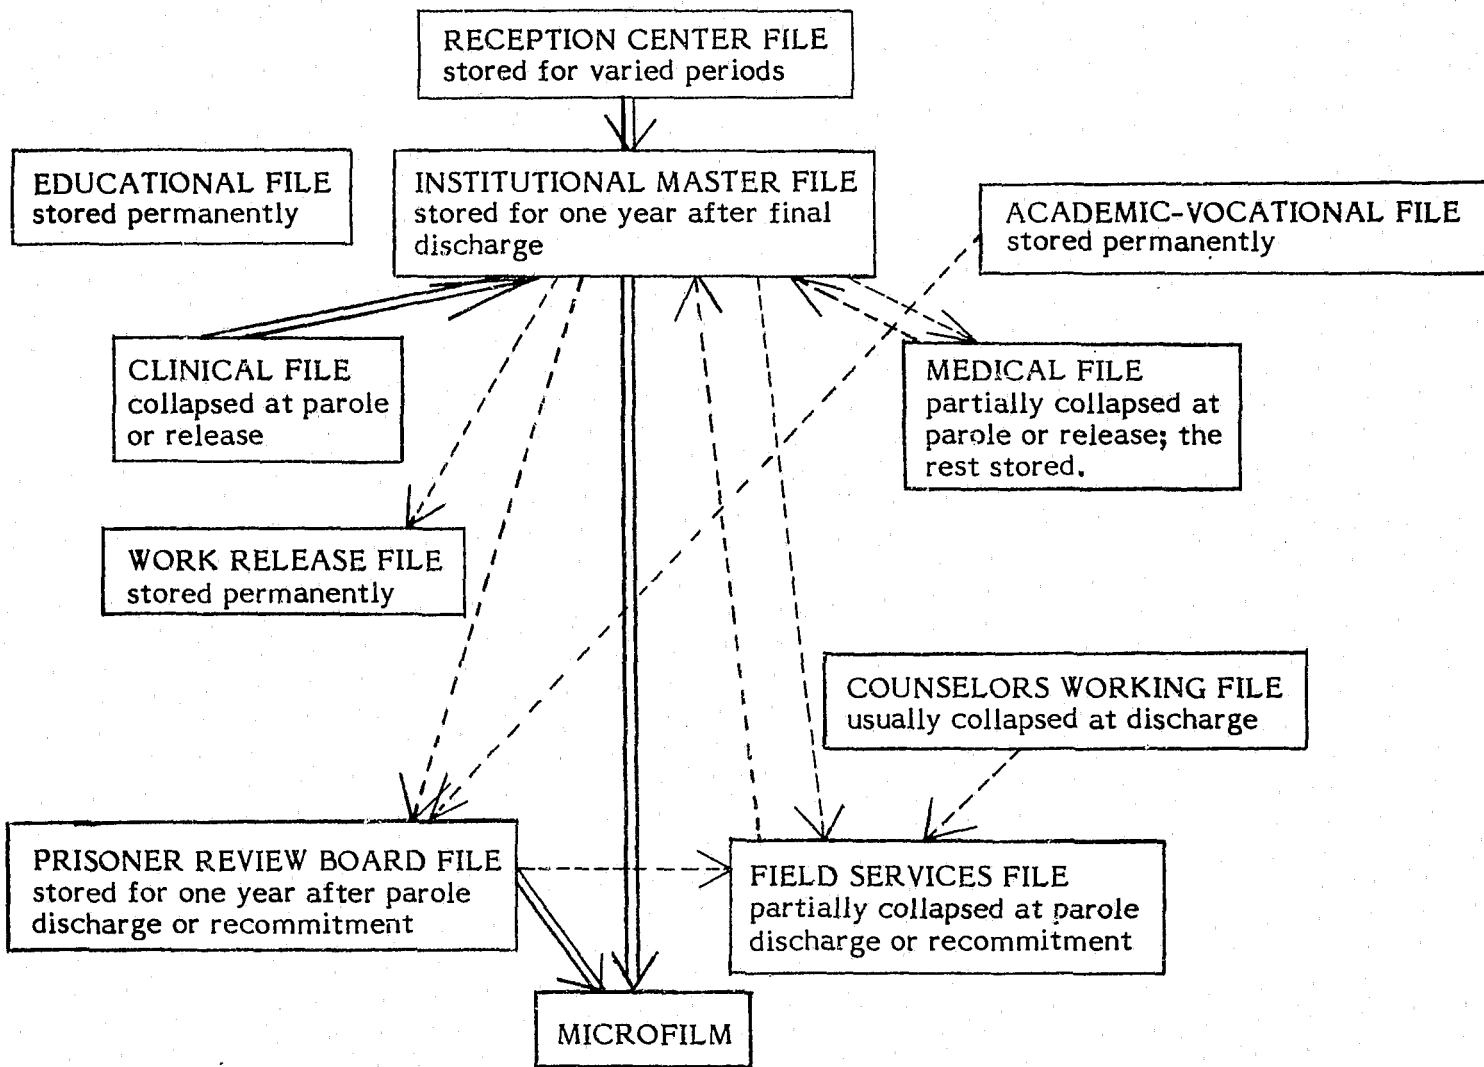 RECEPTION CENTER FILE
stored for varied periods
EDUCATIONAL FILE
stored permanently
INSTITUTIONAL MASTER FILE
stored for one year after final
discharge
ACADEMIC-VOCATIONAL FILE
stored permanently
CLINICAL FILE
collapsed at parole
or release
MEDICAL FILE
partially collapsed at
parole or release; the
rest stored.
WORK RELEASE FILE
stored permanently
COUNSELORS WORKING FILE
usually collapsed at discharge
PRISONER REVIEW BOARD FILE
stored for one year after parole
discharge or recommitment
FIELD SERVICES FILE
partially collapsed at parole
discharge or recommitment
MICROFILM